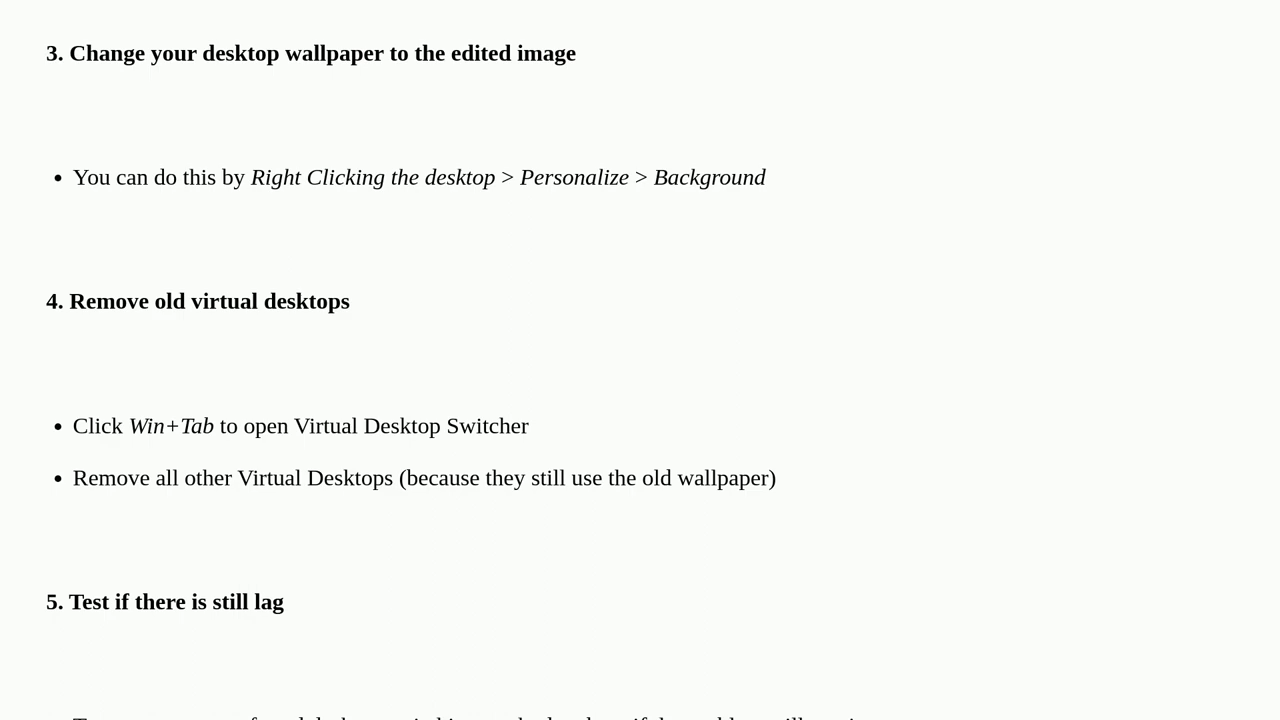 3. Change your desktop wallpaper to the edited image
• You can do this by Right Clicking the desktop > Personalize > Background
4. Remove old virtual desktops
• Click Win+Tab to open Virtual Desktop Switcher
• Remove all other Virtual Desktops (because they still use the old wallpaper)
5. Test if there is still lag